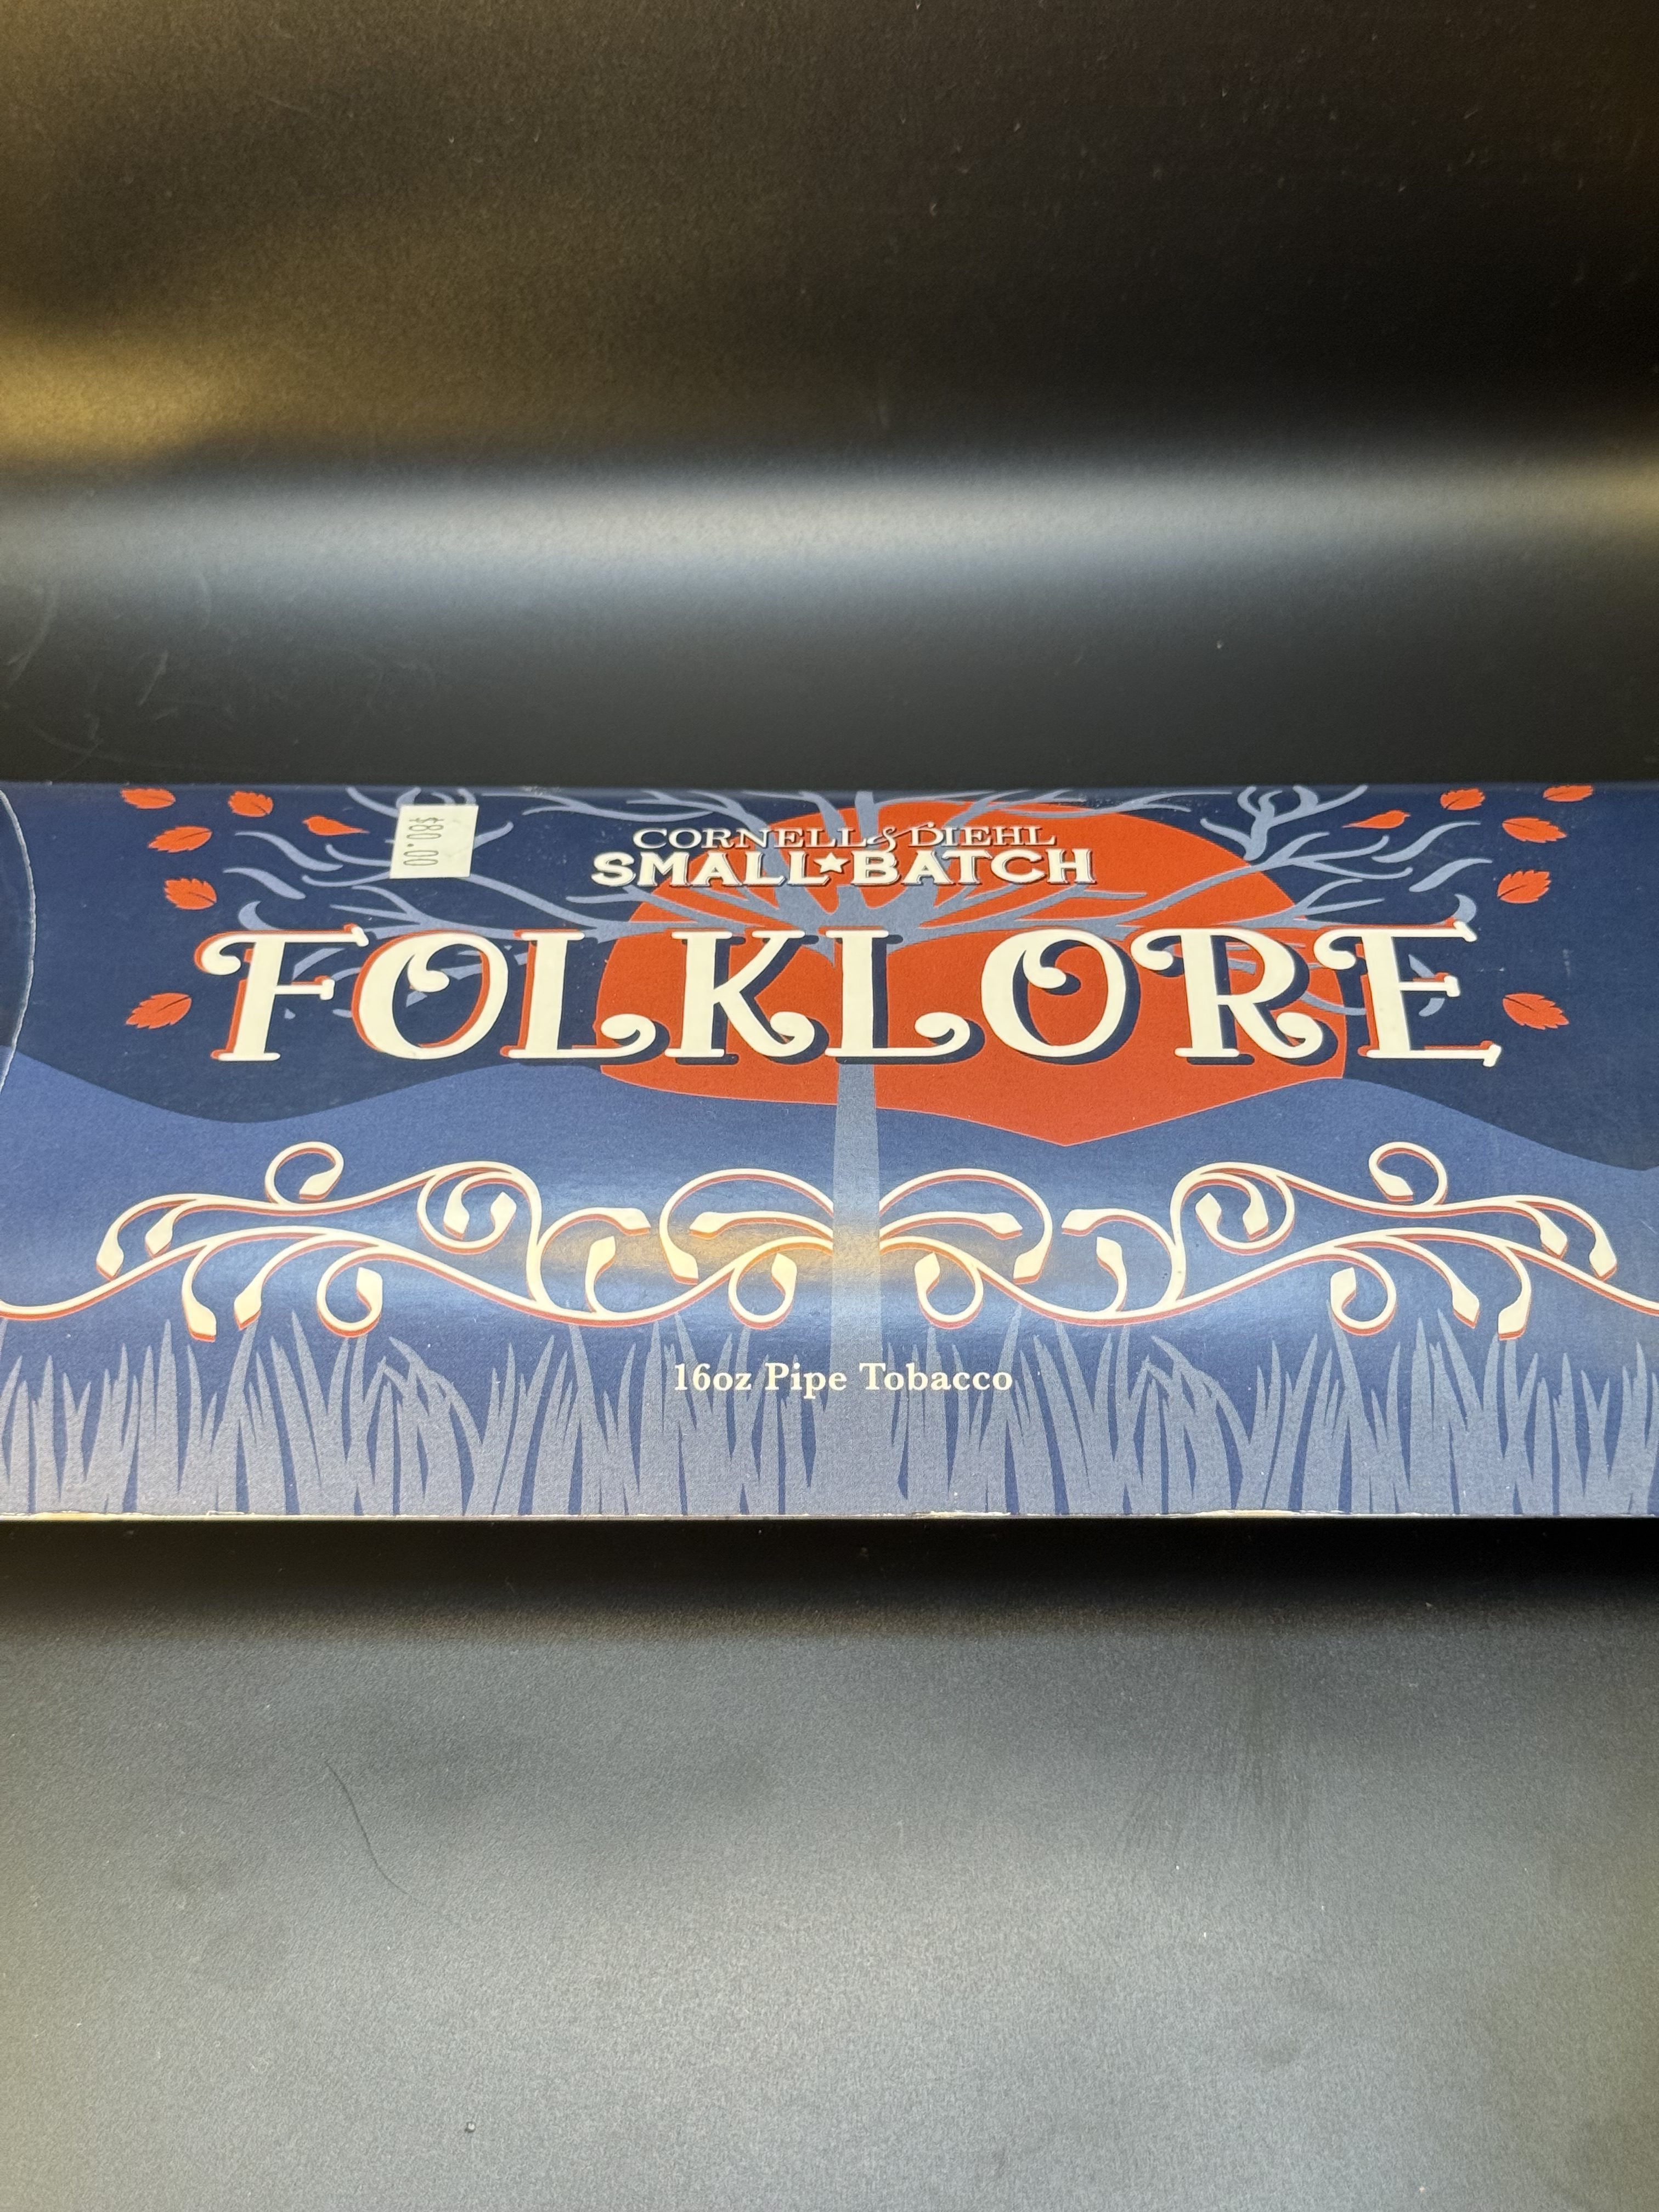 $80.00
CORNELL & DIEHL
SMALL★BATCH
FOLKLORE
16oz Pipe Tobacco